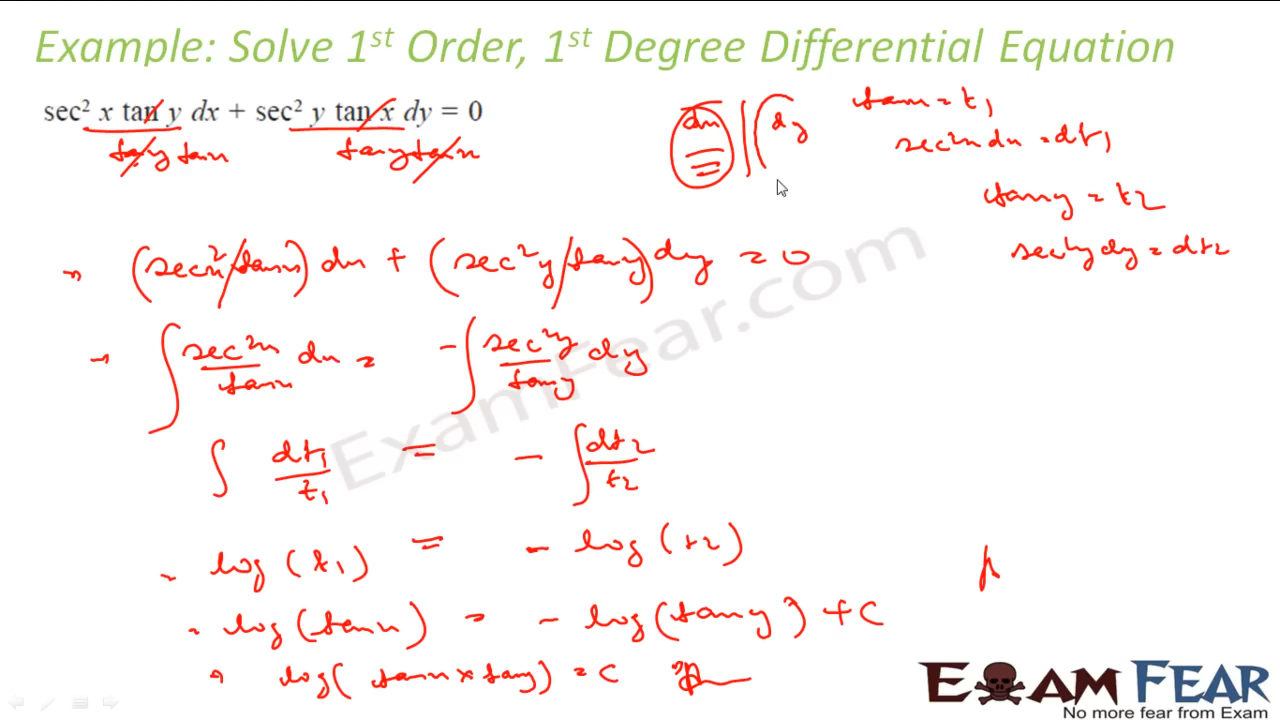 Example: Solve 1st Order, 1st Degree Differential Equation
sec² x tan y dx + sec² y tan x dy = 0
tany tanx tany tanx
dx | dy
tanx = t₁
sec²x dx = dt₁
tany = t₂
sec²y dy = dt₂
(sec²x/tanx) dx + (sec²y/tany) dy = 0
→ ∫ sec²x/tanx dx = - ∫ sec²y/tany dy
∫ dt₁/t₁ = - ∫ dt₂/t₂
= log (t₁) = - log (t₂)
= log (tanx) = - log (tany) + C
log (tanx × tany) = C
ExamFear.com
EXAM FEAR
No more fear from Exam